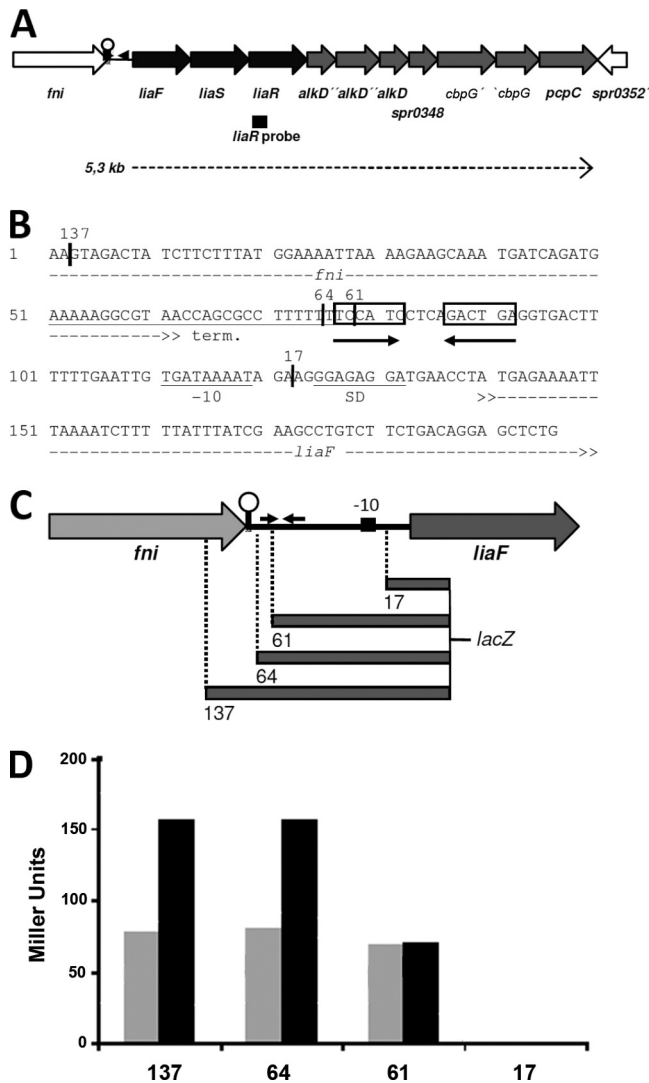 A
fni liaF liaS liaR alkD´´ alkD´´ alkD spr0348 cbpG´ `cbpG pcpC spr0352´
liaR probe
5,3 kb
B
137
1 AAGTAGACTA TCTTCTTTAT GGAAAATTAA AAGAAGCAAA TGATCAGATG
fni
64 61
51 AAAAAGGCGT AACCAGCGCC TTTTTTTCCA TCCTCAGACT GAGGTGACTT
>> term.
17
101 TTTTGAATTG TGATAAAATA GAAGGGAGAG GATGAACCTA TGAGAAAATT
-10 SD >>
151 TAAAATCTTT TTATTTATCG AAGCCTGTCT TCTGACAGGA GCTCTG
liaF >>
C
-10
fni liaF
17
61
lacZ
64
137
D
200
150
100
50
0
Miller Units
137 64 61 17